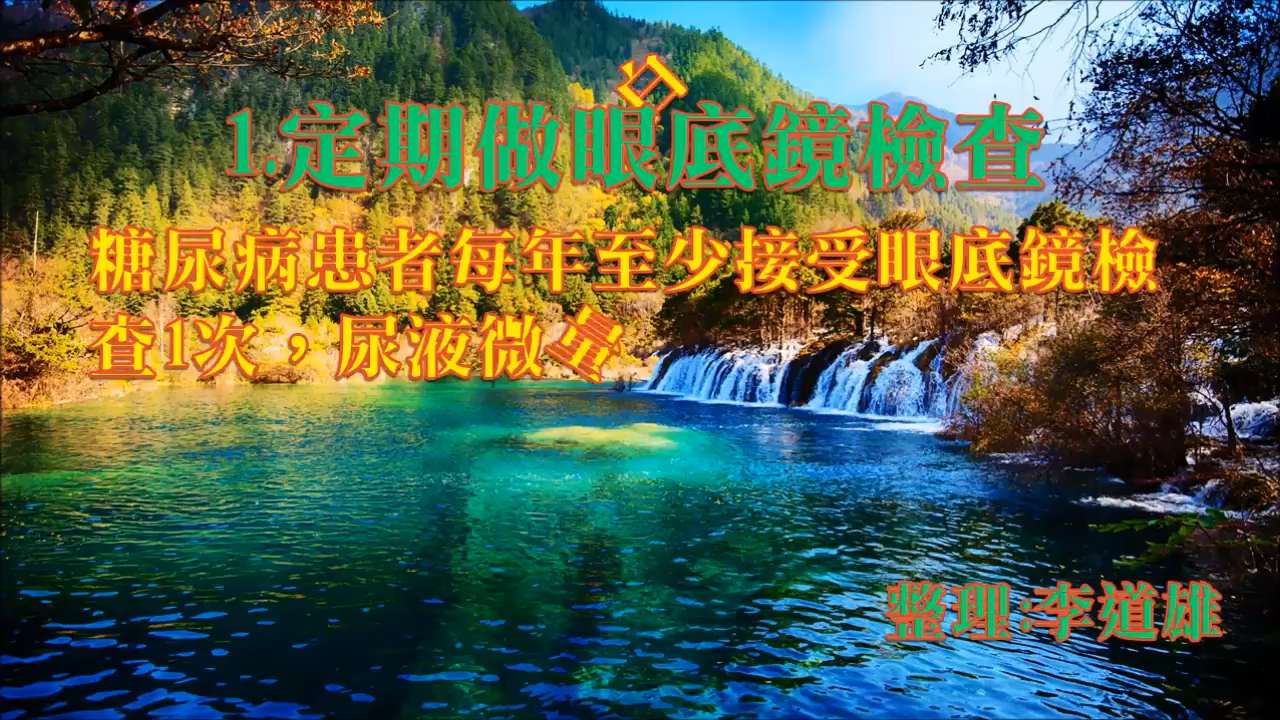 1.定期做眼底鏡檢查
糖尿病患者每年至少接受眼底鏡檢
查1次，尿液微量
整理:李道雄